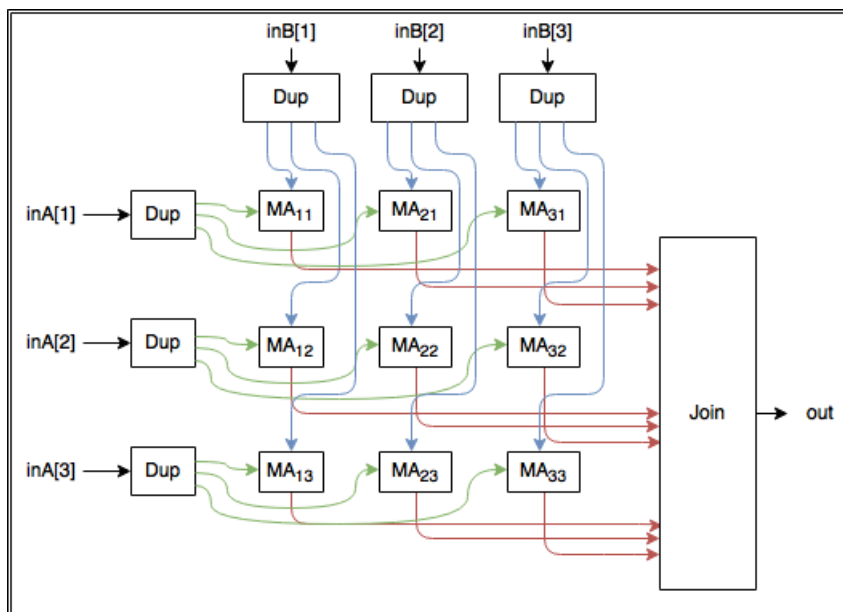 inB[1] inB[2] inB[3]
Dup Dup Dup
inA[1] Dup MA11 MA21 MA31
inA[2] Dup MA12 MA22 MA32
Join out
inA[3] Dup MA13 MA23 MA33